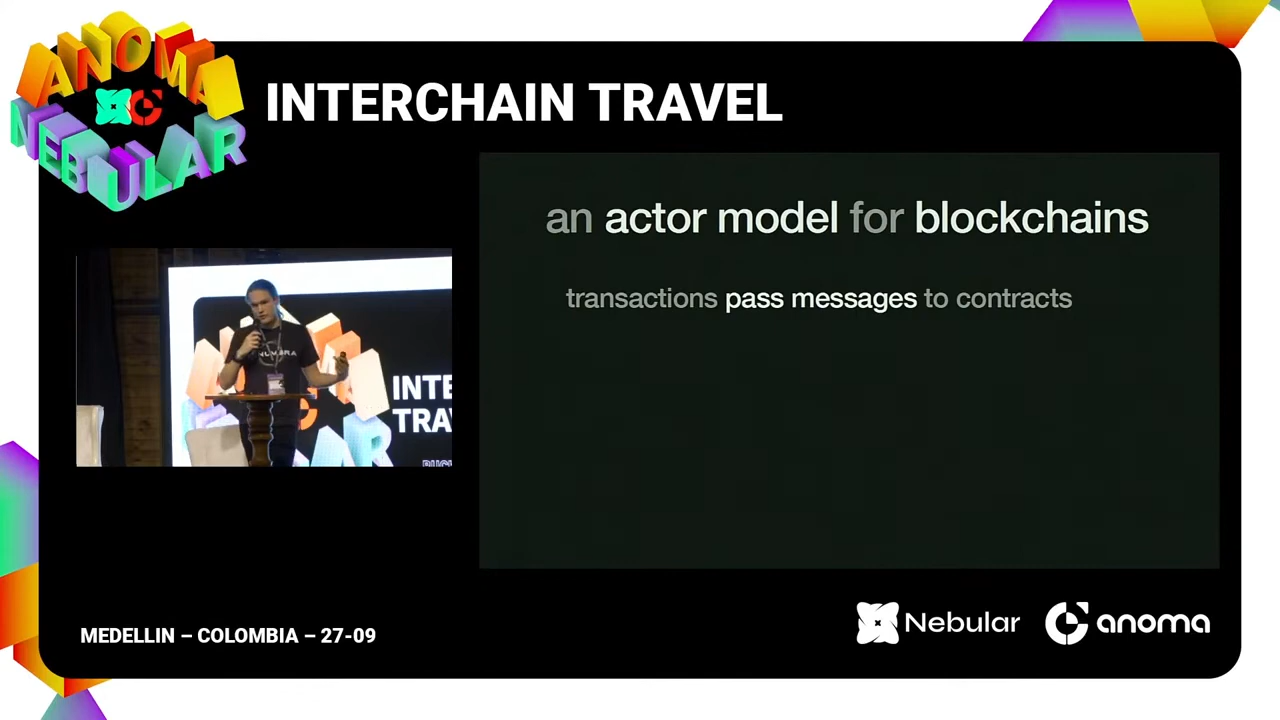 ANOMA
NEBULAR
INTERCHAIN TRAVEL
an actor model for blockchains
transactions pass messages to contracts
INTE
TRAV
MEDELLIN – COLOMBIA – 27-09
Nebular
anoma